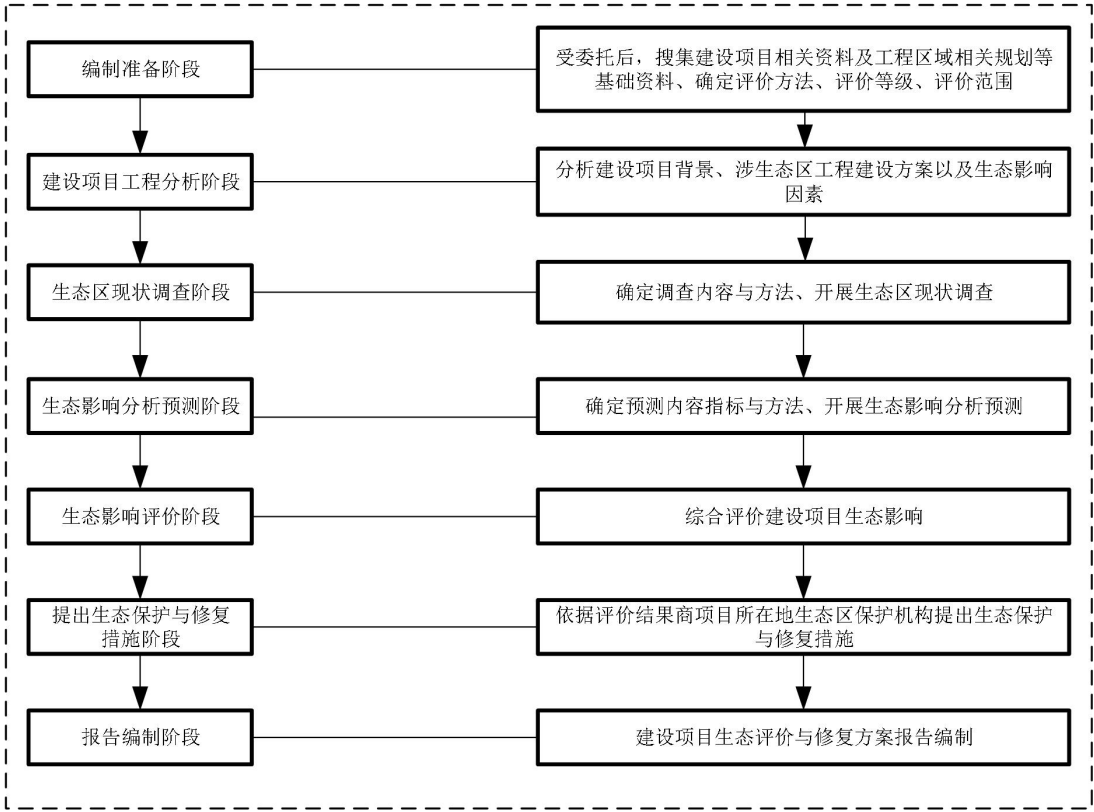 编制准备阶段
受委托后，搜集建设项目相关资料及工程区域相关规划等
基础资料、确定评价方法、评价等级、评价范围
建设项目工程分析阶段
分析建设项目背景、涉生态区工程建设方案以及生态影响
因素
生态区现状调查阶段
确定调查内容与方法、开展生态区现状调查
生态影响分析预测阶段
确定预测内容指标与方法、开展生态影响分析预测
生态影响评价阶段
综合评价建设项目生态影响
提出生态保护与修复
措施阶段
依据评价结果商项目所在地生态区保护机构提出生态保护
与修复措施
报告编制阶段
建设项目生态评价与修复方案报告编制